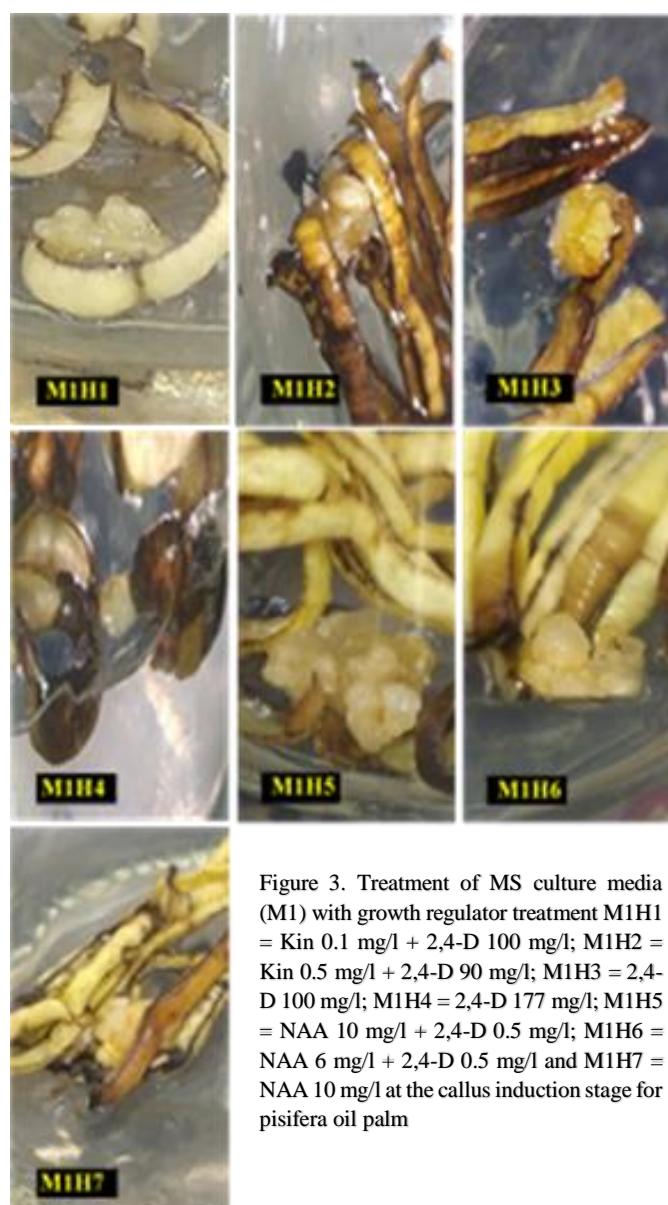 M1H1
M1H2
M1H3
M1H4
M1H5
M1H6
M1H7
Figure 3. Treatment of MS culture media
(M1) with growth regulator treatment M1H1
= Kin 0.1 mg/l + 2,4-D 100 mg/l; M1H2 =
Kin 0.5 mg/l + 2,4-D 90 mg/l; M1H3 = 2,4-
D 100 mg/l; M1H4 = 2,4-D 177 mg/l; M1H5
= NAA 10 mg/l + 2,4-D 0.5 mg/l; M1H6 =
NAA 6 mg/l + 2,4-D 0.5 mg/l and M1H7 =
NAA 10 mg/l at the callus induction stage for
pisifera oil palm